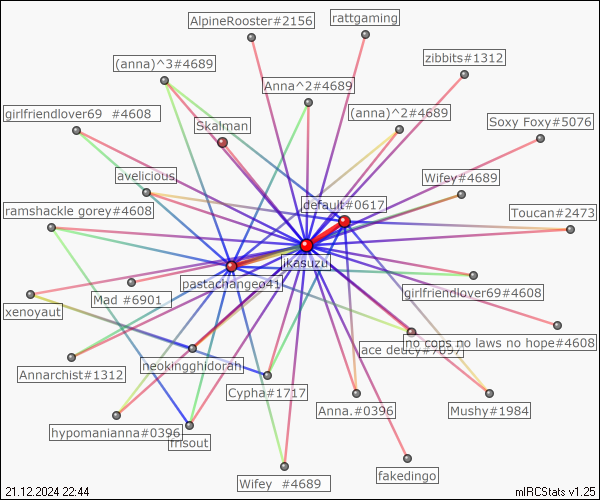 AlpineRooster#2156
rattgaming
(anna)^3#4689
zibbits#1312
Anna^2#4689
girlfriendlover69 #4608
(anna)^2#4689
Skalman
Soxy Foxy#5076
avelicious
Wifey#4689
default#0617
ramshackle gorey#4608
Toucan#2473
ikasuzu
pastachangeo41
girlfriendlover69#4608
Mad #6901
xenoyaut
no cops no laws no hope#4608
ace deucy#7057
neokingghidorah
Annarchist#1312
Cypha#1717
Anna.#0396
Mushy#1984
hypomanianna#0396
frisout
fakedingo
Wifey #4689
21.12.2024 22:44
mIRCStats v1.25